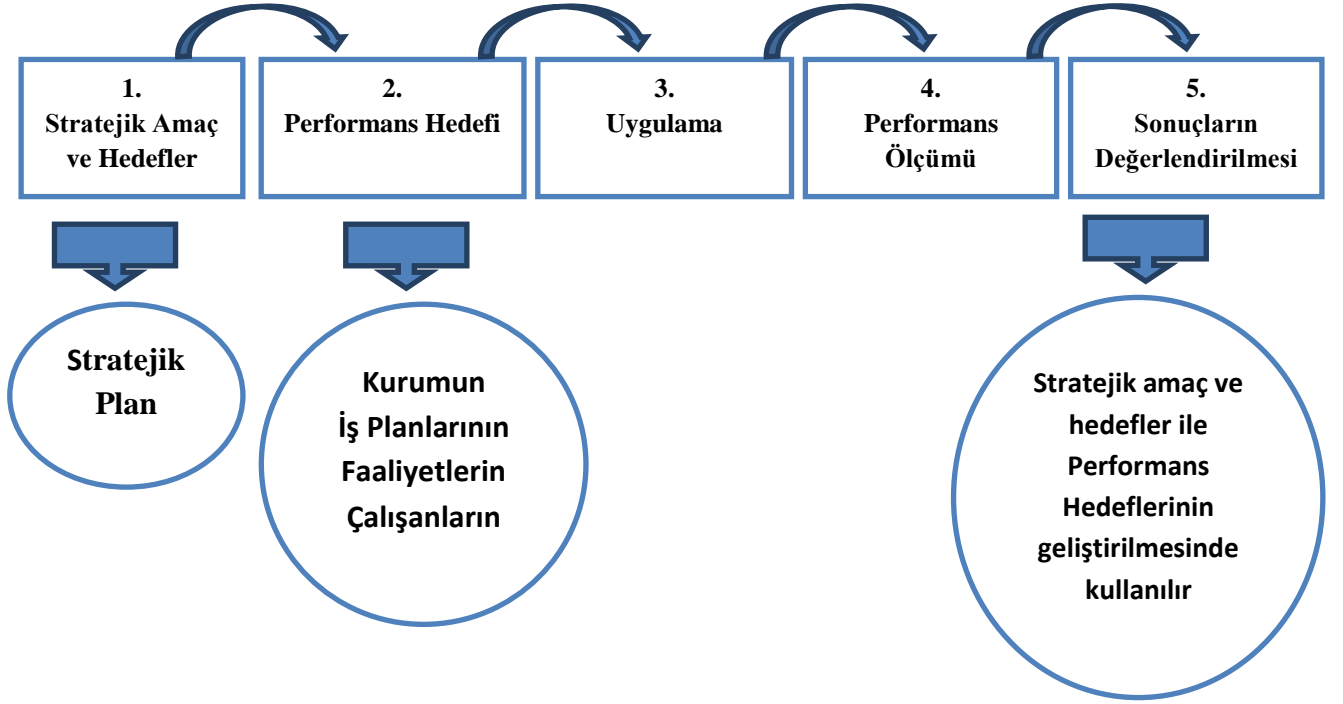 1.
Stratejik Amaç
ve Hedefler
2.
Performans Hedefi
3.
Uygulama
4.
Performans
Ölçümü
5.
Sonuçların
Değerlendirilmesi
Stratejik
Plan
Kurumun
İş Planlarının
Faaliyetlerin
Çalışanların
Stratejik amaç ve
hedefler ile
Performans
Hedeflerinin
geliştirilmesinde
kullanılır